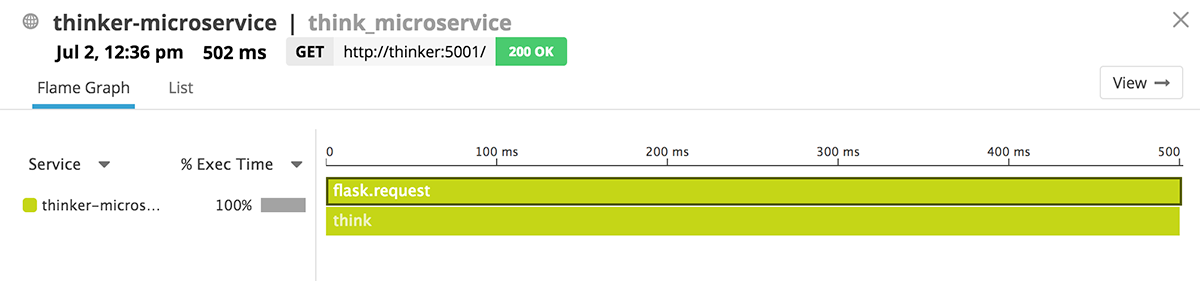 thinker-microservice | think_microservice
Jul 2, 12:36 pm 502 ms GET http://thinker:5001/ 200 OK
Flame Graph List
View
Service % Exec Time
0 100 ms 200 ms 300 ms 400 ms 500
flask.request
thinker-micros... 100%
think